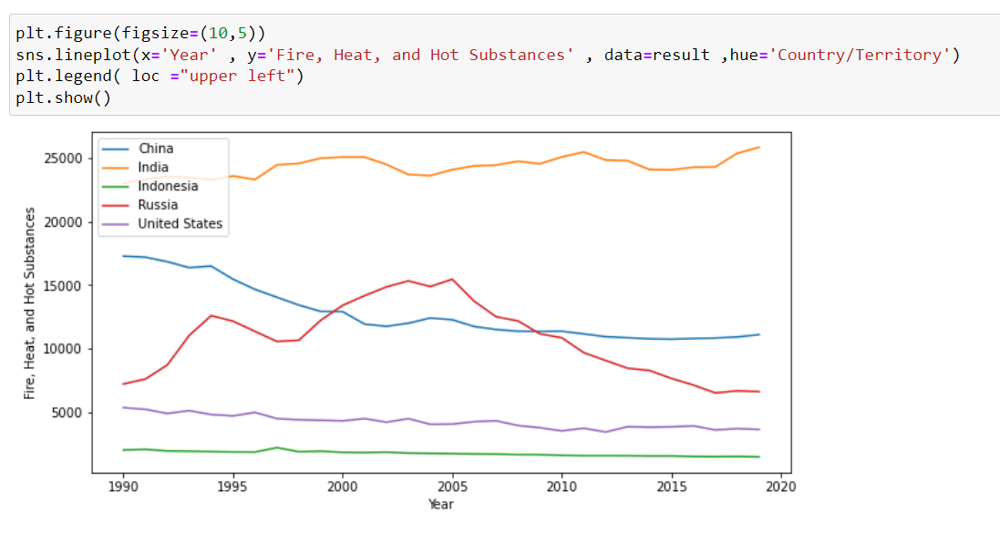 plt.figure(figsize=(10,5))
sns.lineplot(x='Year' , y='Fire, Heat, and Hot Substances' , data=result ,hue='Country/Territory')
plt.legend( loc ="upper left")
plt.show()
China
India
Indonesia
Russia
United States
25000
20000
15000
10000
5000
Fire, Heat, and Hot Substances
1990 1995 2000 2005 2010 2015 2020
Year